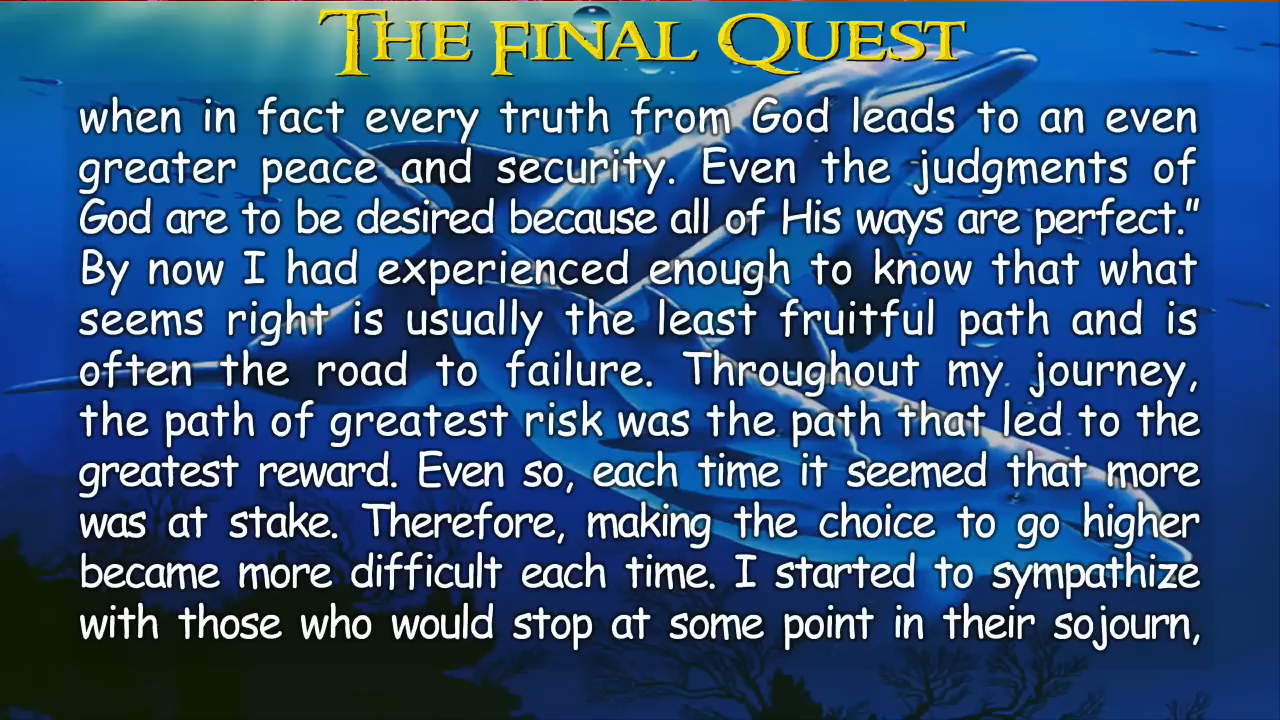 THE FINAL QUEST
when in fact every truth from God leads to an even
greater peace and security. Even the judgments of
God are to be desired because all of His ways are perfect.”
By now I had experienced enough to know that what
seems right is usually the least fruitful path and is
often the road to failure. Throughout my journey,
the path of greatest risk was the path that led to the
greatest reward. Even so, each time it seemed that more
was at stake. Therefore, making the choice to go higher
became more difficult each time. I started to sympathize
with those who would stop at some point in their sojourn,